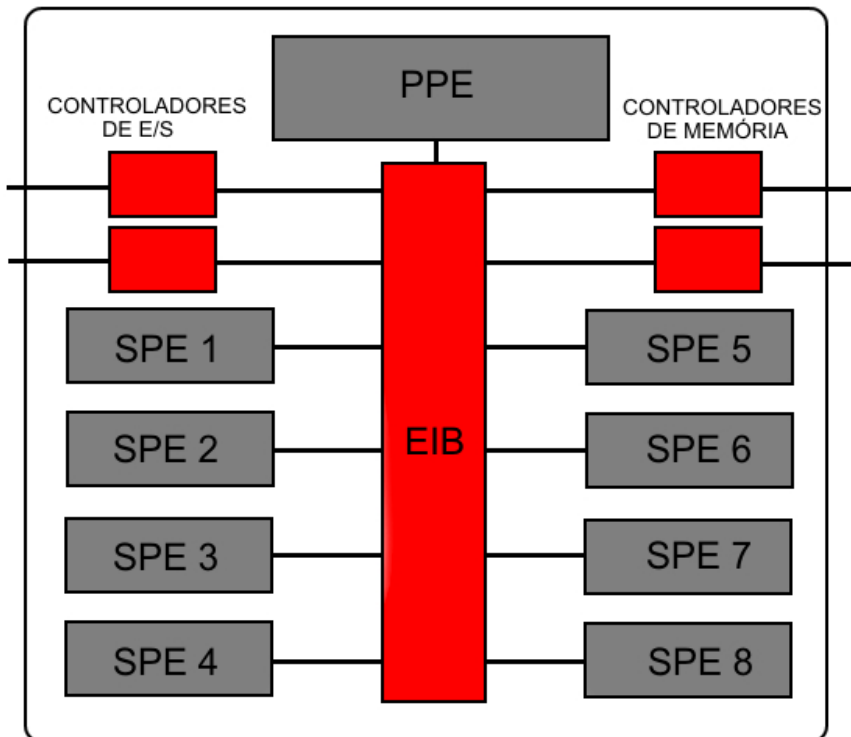 PPE
CONTROLADORES
DE E/S
CONTROLADORES
DE MEMÓRIA
SPE 1
SPE 5
SPE 2
EIB
SPE 6
SPE 3
SPE 7
SPE 4
SPE 8